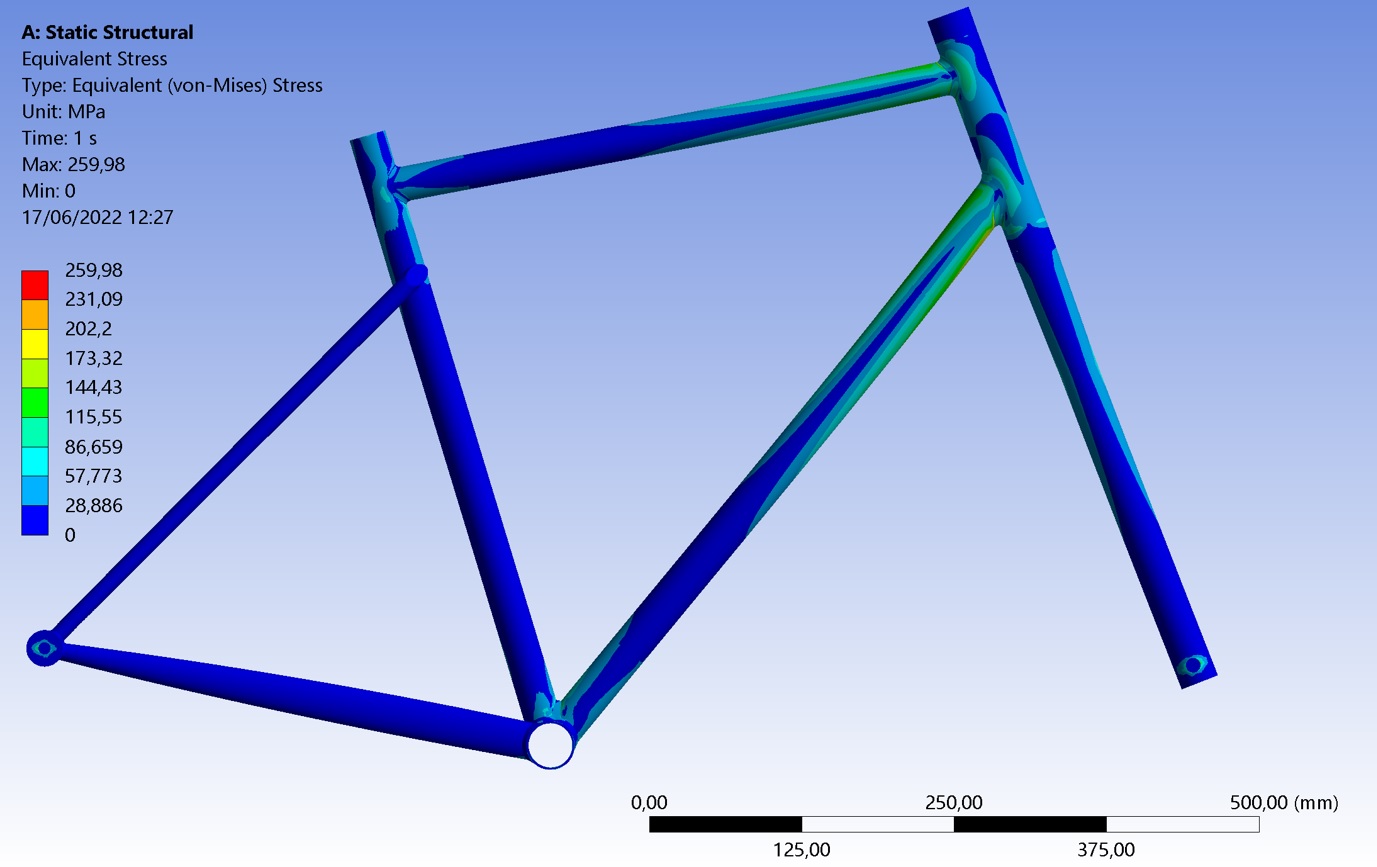 A: Static Structural
Equivalent Stress
Type: Equivalent (von-Mises) Stress
Unit: MPa
Time: 1 s
Max: 259,98
Min: 0
17/06/2022 12:27
259,98
231,09
202,2
173,32
144,43
115,55
86,659
57,773
28,886
0
0,00 250,00 500,00 (mm)
125,00 375,00